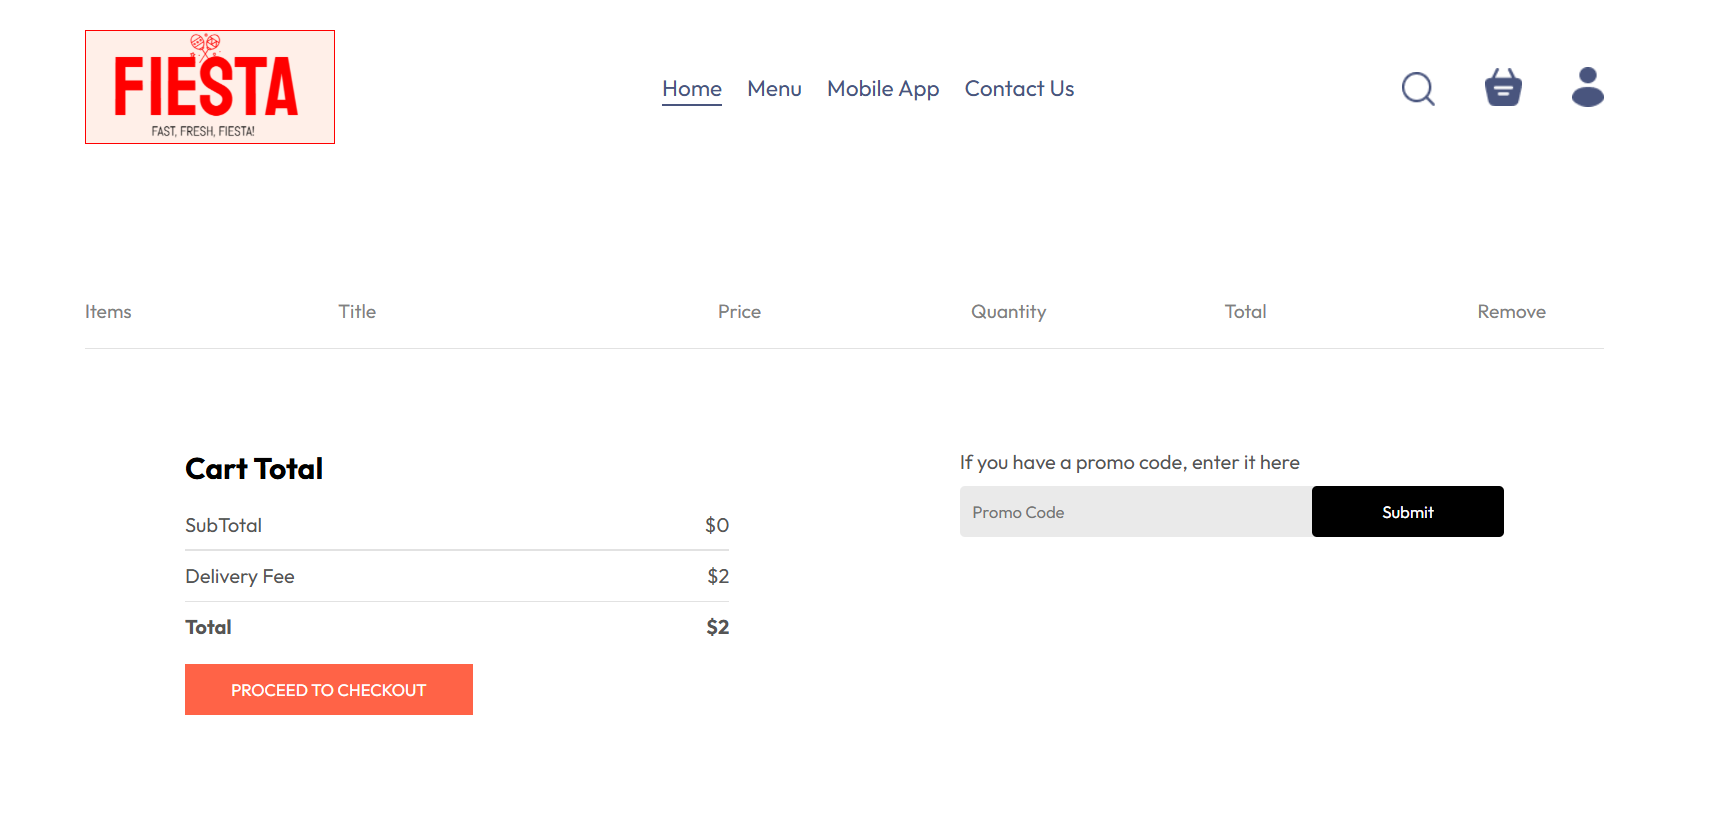 FIESTA
FAST, FRESH, FIESTA!
Home Menu Mobile App Contact Us
Items Title Price Quantity Total Remove
Cart Total
SubTotal $0
Delivery Fee $2
Total $2
PROCEED TO CHECKOUT
If you have a promo code, enter it here
Promo Code Submit